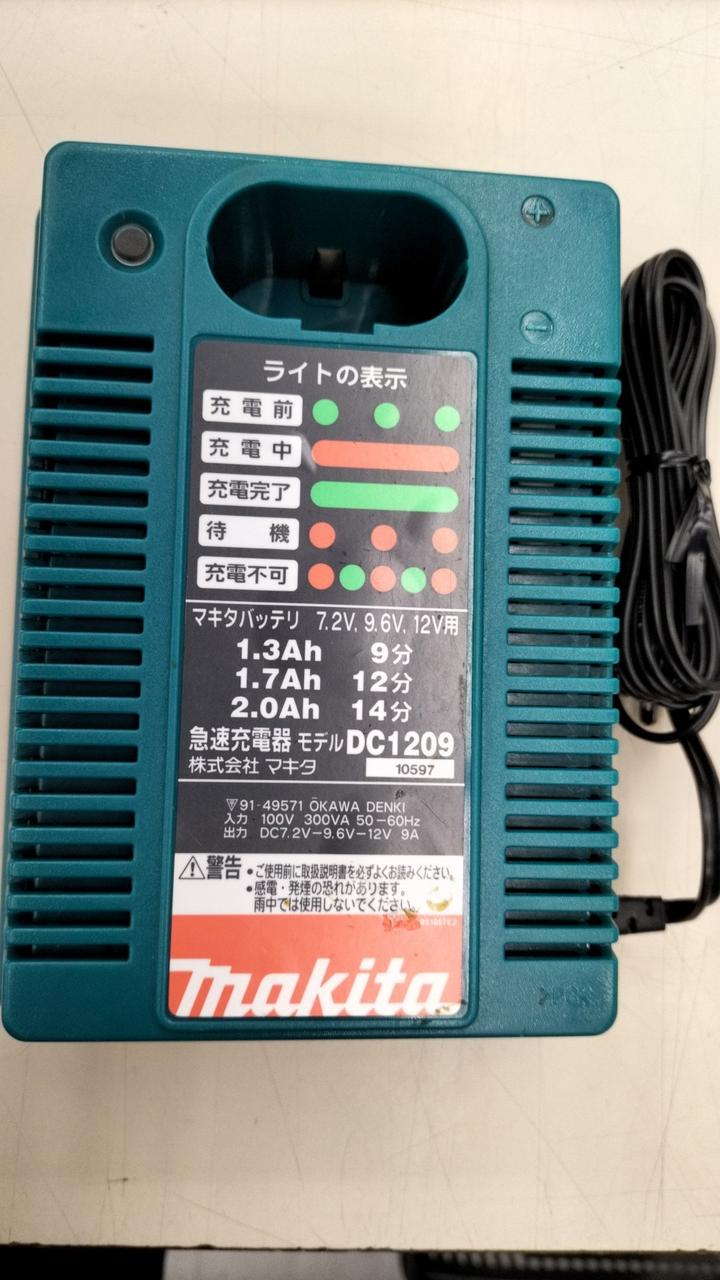 ＋
－
ライトの表示
充電前
充電中
充電完了
待機
充電不可
マキタバッテリ 7.2V, 9.6V, 12V用
1.3Ah 9分
1.7Ah 12分
2.0Ah 14分
急速充電器 モデル DC1209
株式会社 マキタ 10597
91-49571 ŌKAWA DENKI
入力 100V 300VA 50-60Hz
出力 DC7.2V-9.6V-12V 9A
警告 •ご使用前に取扱説明書を必ずよくお読みください。
•感電・発煙の恐れがあります。
雨中では使用しないでください。
makita